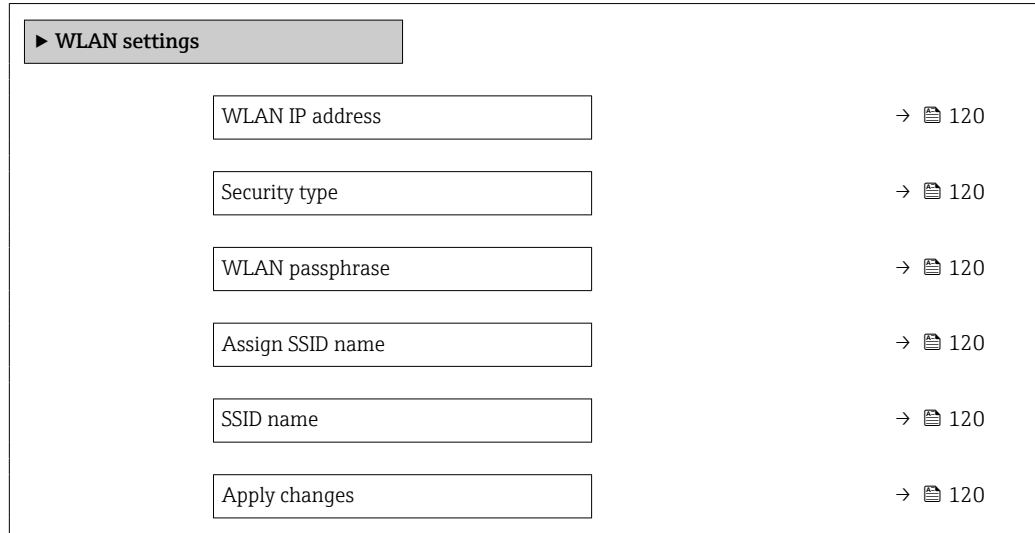 ▶ WLAN settings
WLAN IP address → 120
Security type → 120
WLAN passphrase → 120
Assign SSID name → 120
SSID name → 120
Apply changes → 120